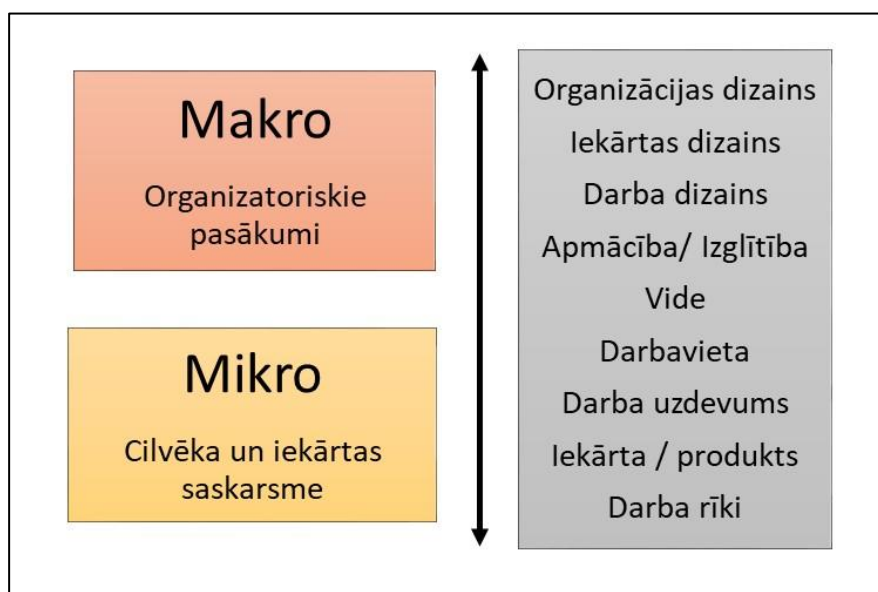 Makro
Organizatoriskie
pasākumi
Mikro
Cilvēka un iekārtas
saskarsme
Organizācijas dizains
Iekārtas dizains
Darba dizains
Apmācība/ Izglītība
Vide
Darbavieta
Darba uzdevums
Iekārta / produkts
Darba rīki